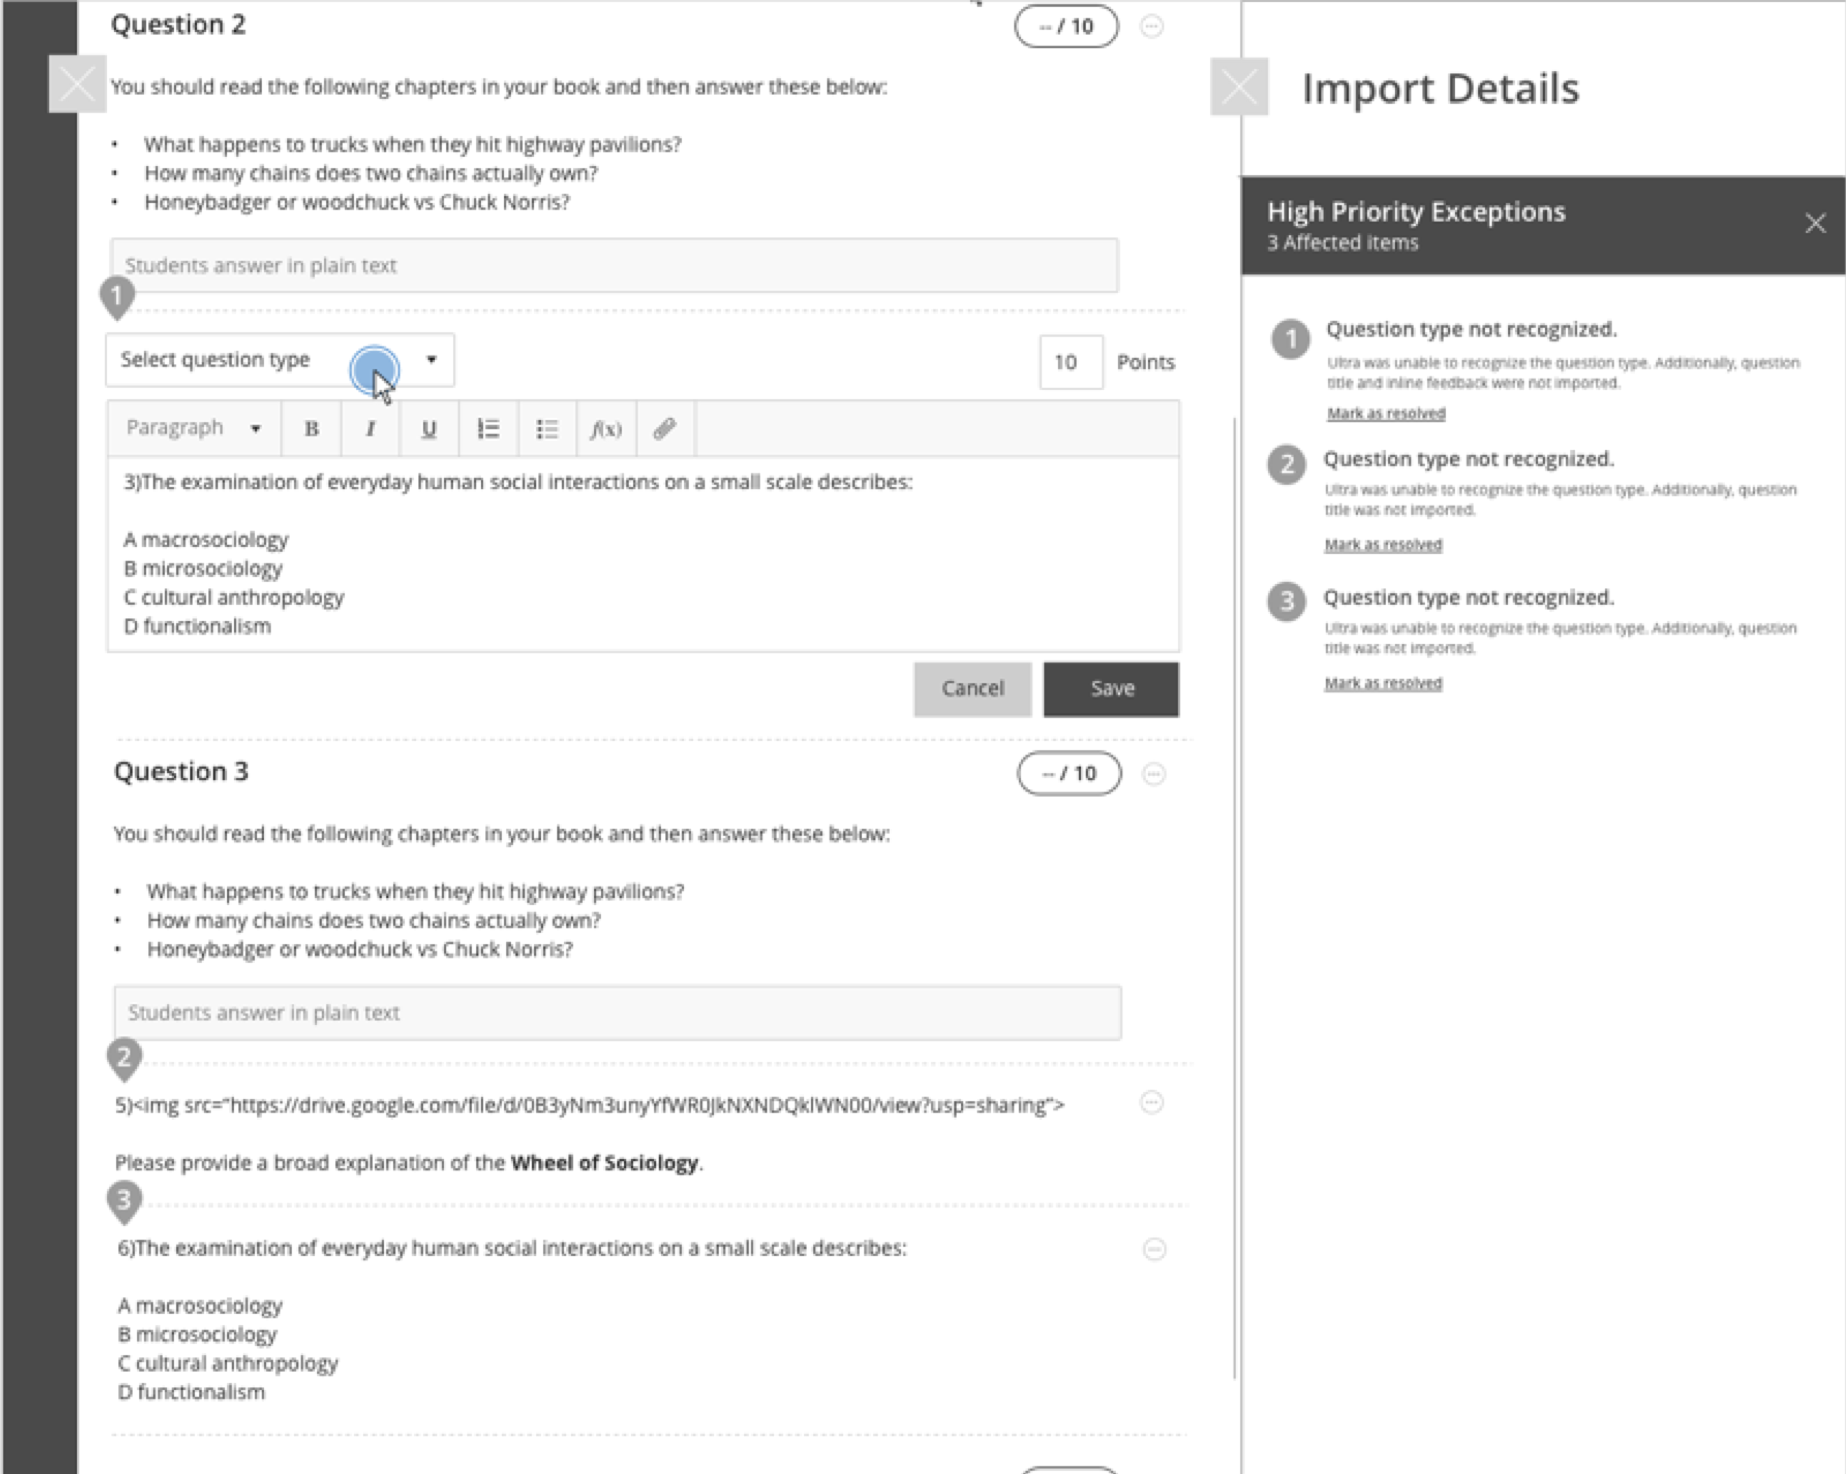 Question 2
-- / 10
You should read the following chapters in your book and then answer these below:
• What happens to trucks when they hit highway pavilions?
• How many chains does two chains actually own?
• Honeybadger or woodchuck vs Chuck Norris?
Students answer in plain text
1
Select question type
10 Points
Paragraph B I U f(x)
3)The examination of everyday human social interactions on a small scale describes:
A macrosociology
B microsociology
C cultural anthropology
D functionalism
Cancel Save
Question 3
-- / 10
You should read the following chapters in your book and then answer these below:
• What happens to trucks when they hit highway pavilions?
• How many chains does two chains actually own?
• Honeybadger or woodchuck vs Chuck Norris?
Students answer in plain text
2
5)<img src="https://drive.google.com/file/d/0B3yNm3unyYfWR0JkNXNDQklWN00/view?usp=sharing">
Please provide a broad explanation of the Wheel of Sociology.
3
6)The examination of everyday human social interactions on a small scale describes:
A macrosociology
B microsociology
C cultural anthropology
D functionalism
Import Details
High Priority Exceptions
3 Affected items
1 Question type not recognized.
Ultra was unable to recognize the question type. Additionally, question
title and inline feedback were not imported.
Mark as resolved
2 Question type not recognized.
Ultra was unable to recognize the question type. Additionally, question
title was not imported.
Mark as resolved
3 Question type not recognized.
Ultra was unable to recognize the question type. Additionally, question
title was not imported.
Mark as resolved